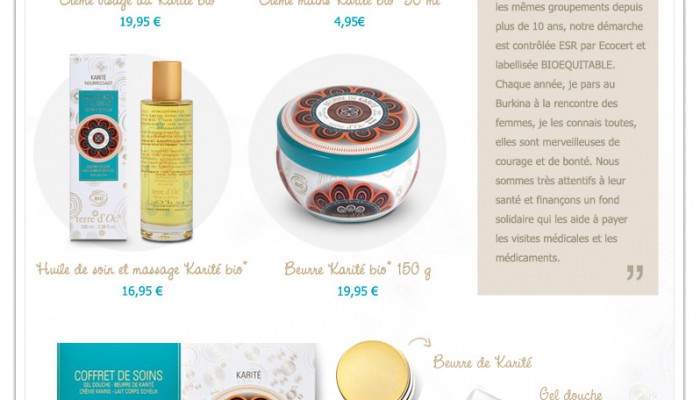 Crème visage au Karité bio*
19,95 €
Crème mains Karité bio* 50 ml
4,95€
KARITÉ
NOURRISSANT
terre d'Oc
Huile de soin et massage Karité bio*
16,95 €
BEURRE DE KARITÉ
Beurre Karité bio* 150 g
19,95 €
les mêmes groupements depuis
plus de 10 ans, notre démarche
est contrôlée ESR par Ecocert et
labellisée BIOEQUITABLE.
Chaque année, je pars au
Burkina à la rencontre des
femmes, je les connais toutes,
elles sont merveilleuses de
courage et de bonté. Nous
sommes très attentifs à leur
santé et finançons un fond
solidaire qui les aide à payer
les visites médicales et les
médicaments.
”
COFFRET DE SOINS
GEL DOUCHE - BEURRE DE KARITÉ
CRÈME MAINS - LAIT CORPS SOYEUX
KARITÉ
Beurre de Karité
Gel douche